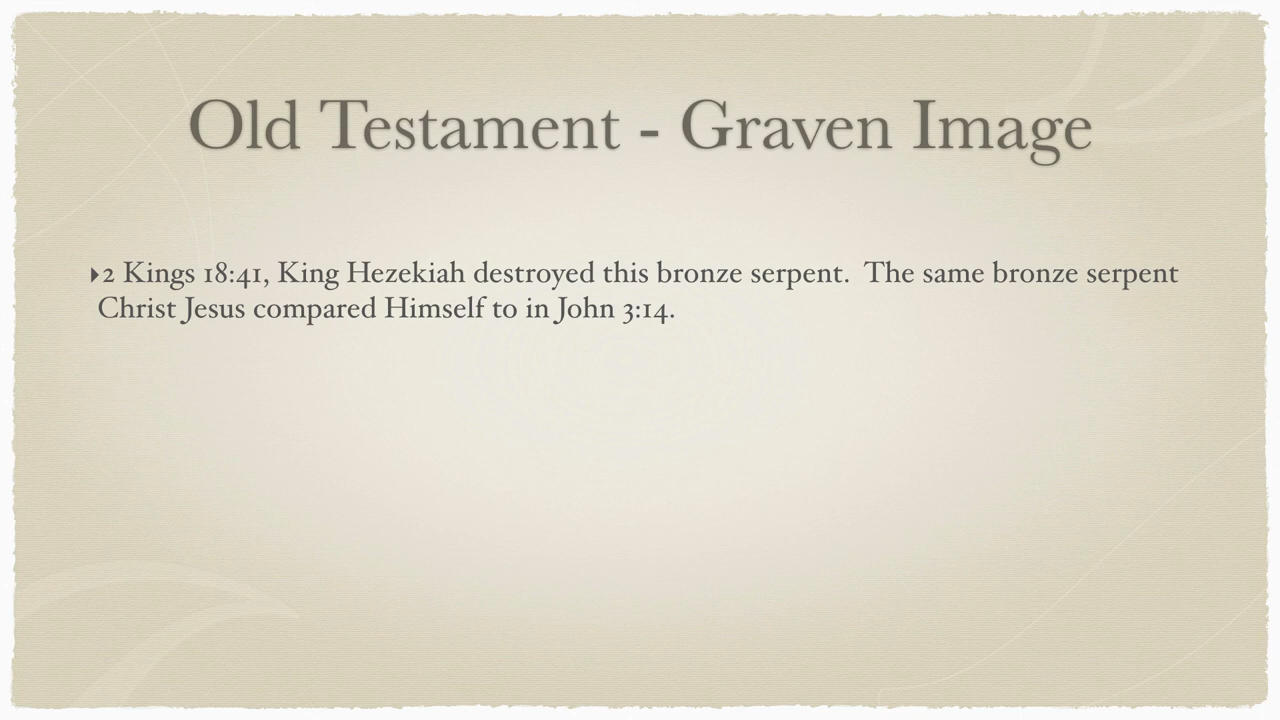 Old Testament - Graven Image
‣2 Kings 18:41, King Hezekiah destroyed this bronze serpent.  The same bronze serpent
Christ Jesus compared Himself to in John 3:14.